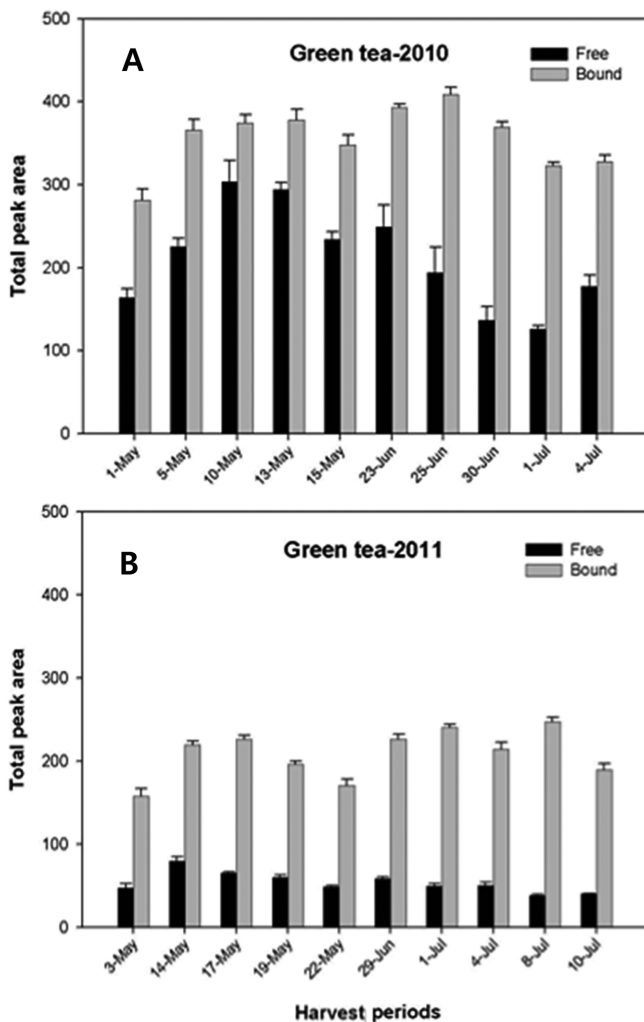 A
Green tea-2010
Free
Bound
Total peak area
500
400
300
200
100
0
1-May
5-May
10-May
13-May
15-May
23-Jun
25-Jun
30-Jun
1-Jul
4-Jul
B
Green tea-2011
Free
Bound
Total peak area
500
400
300
200
100
0
3-May
14-May
17-May
19-May
22-May
29-Jun
1-Jul
4-Jul
8-Jul
10-Jul
Harvest periods